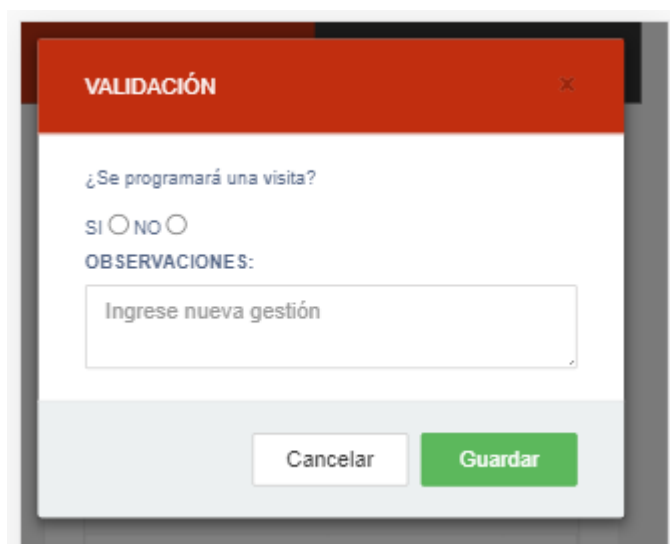 VALIDACIÓN ×
¿Se programará una visita?
SI NO
OBSERVACIONES:
Ingrese nueva gestión
Cancelar Guardar